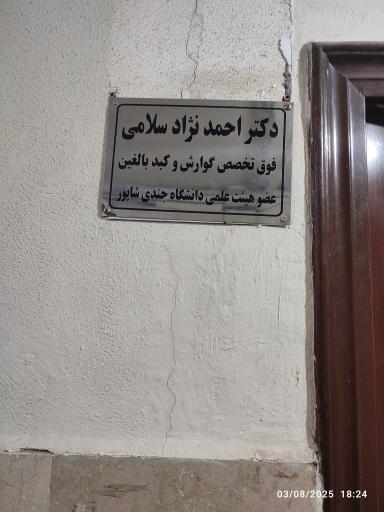 دکتر احمد نژاد سلامی
فوق تخصص گوارش و کبد بالغین
عضو هیئت علمی دانشگاه جندی شاپور
03/08/2025 18:24